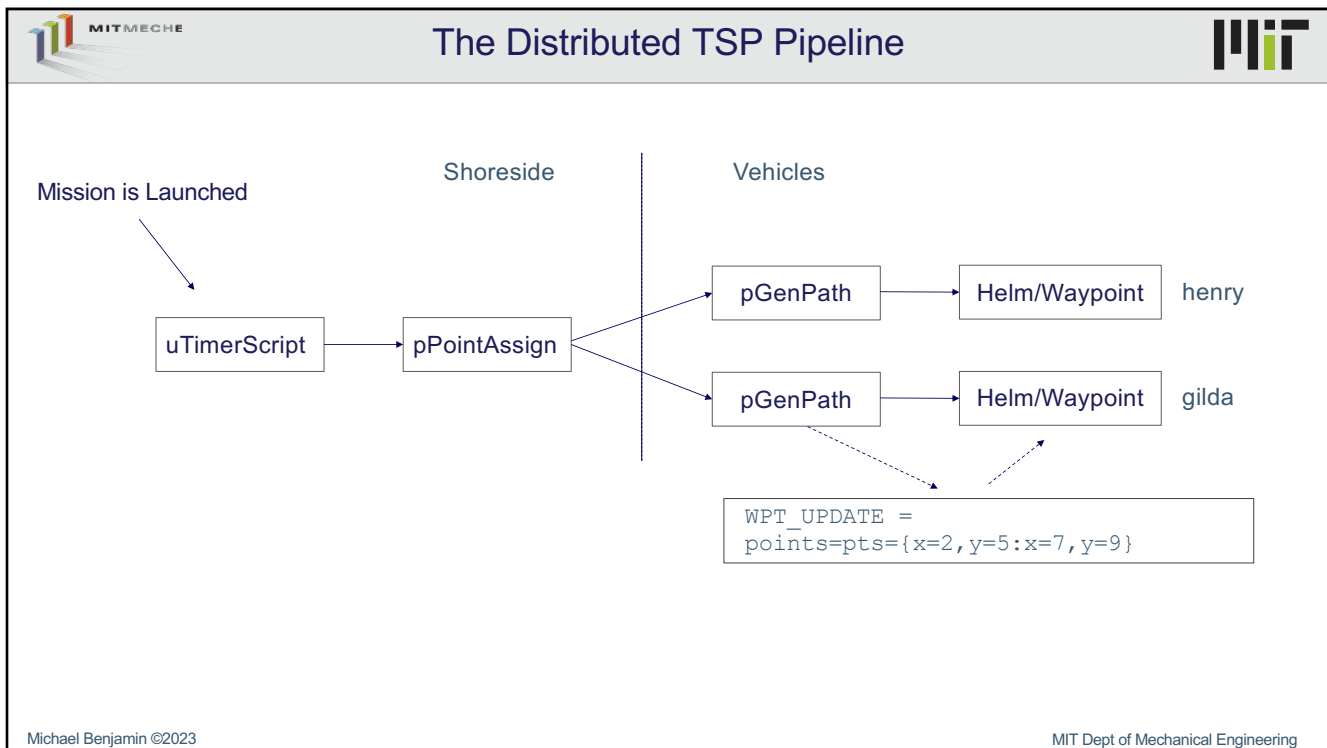 MITMECHE
The Distributed TSP Pipeline
MIT
Shoreside
Vehicles
Mission is Launched
pGenPath
Helm/Waypoint
henry
uTimerScript
pPointAssign
pGenPath
Helm/Waypoint
gilda
WPT_UPDATE =
points=pts={x=2,y=5:x=7,y=9}
Michael Benjamin ©2023
MIT Dept of Mechanical Engineering